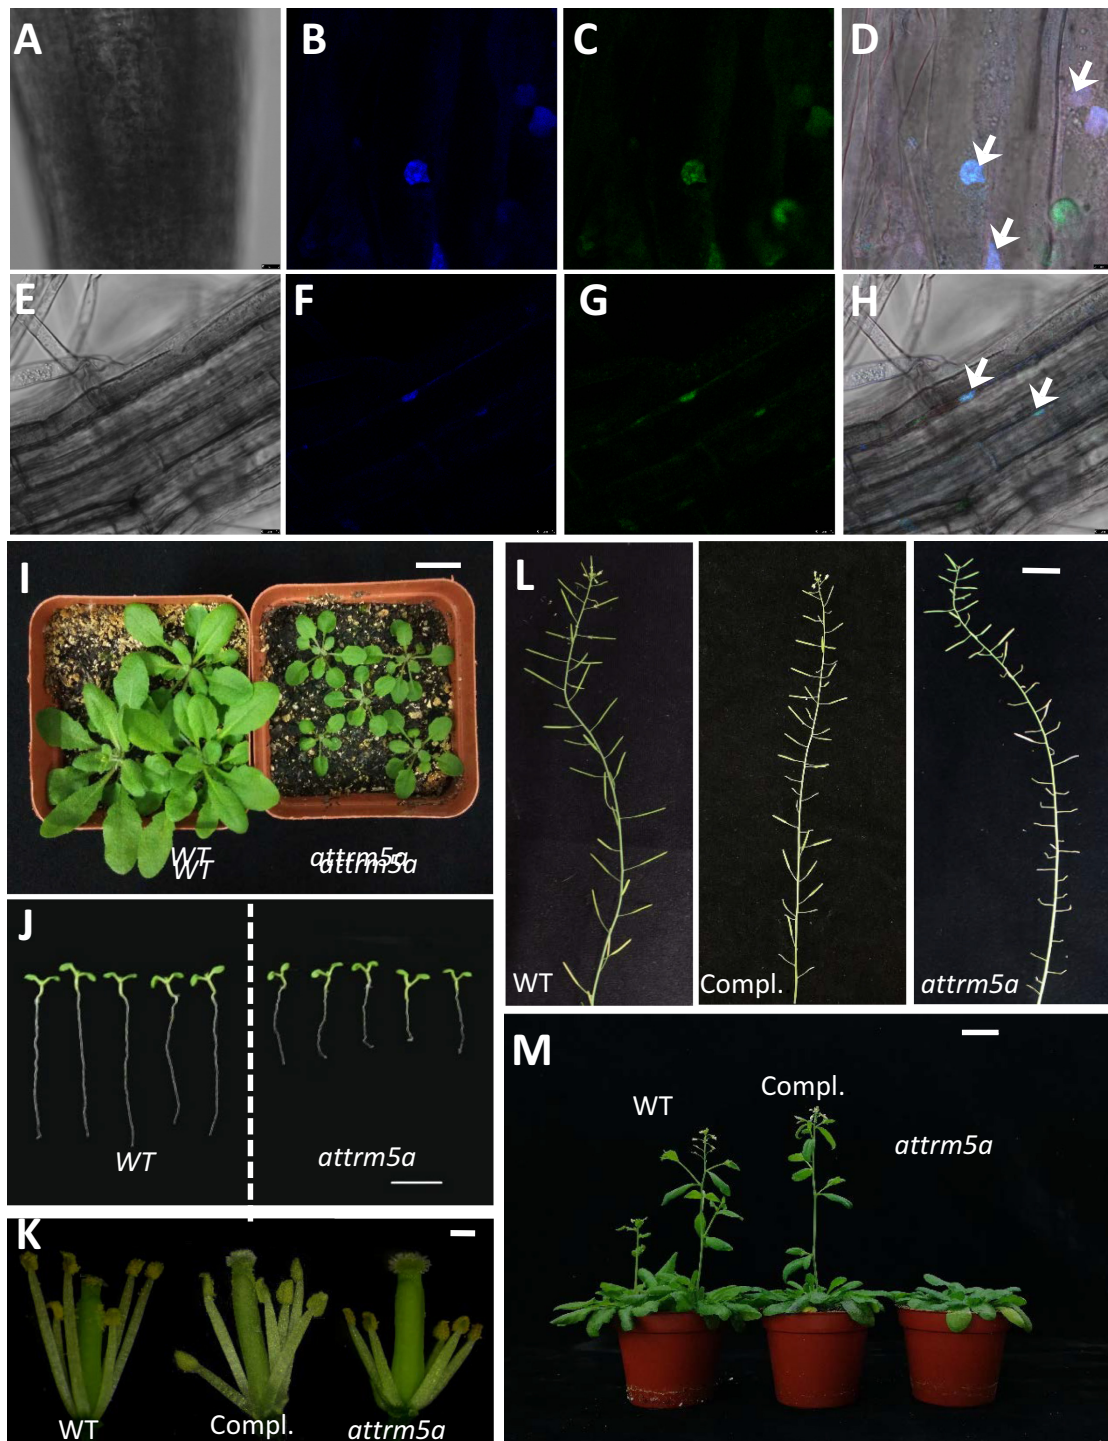 A
B
C
D
E
F
G
H
I
WT
WT
attrm5a
attrm5a
J
WT
attrm5a
K
WT
Compl.
attrm5a
L
WT
Compl.
attrm5a
M
WT
Compl.
attrm5a